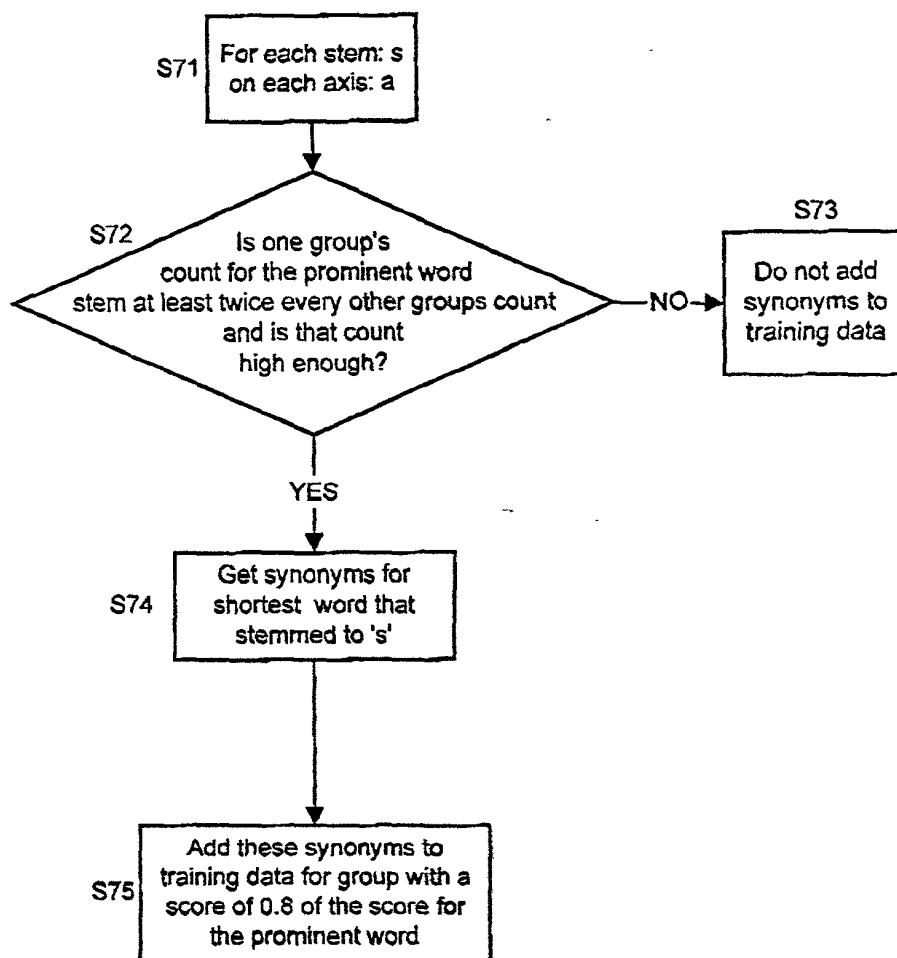 S71
For each stem: s
on each axis: a
S72
Is one group's
count for the prominent word
stem at least twice every other groups count
and is that count
high enough?
NO
S73
Do not add
synonyms to
training data
YES
S74
Get synonyms for
shortest word that
stemmed to 's'
S75
Add these synonyms to
training data for group with a
score of 0.8 of the score for
the prominent word